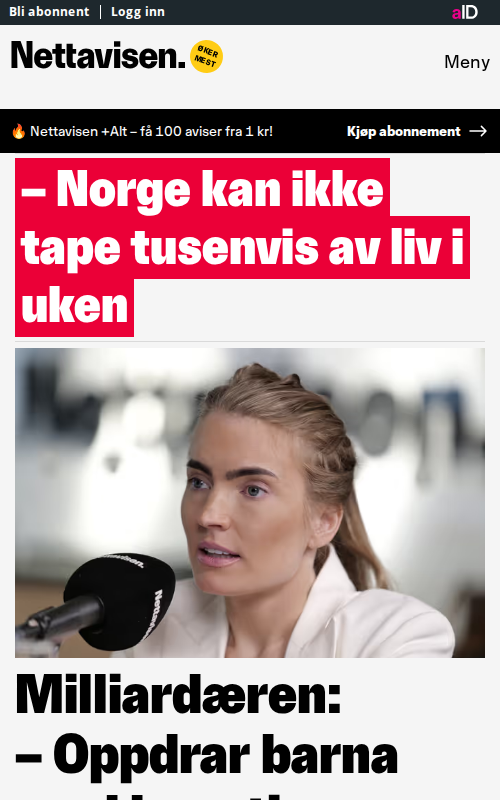 Bli abonnent
Logg inn
aID
Nettavisen.
ØKER
MEST
Meny
🔥 Nettavisen +Alt – få 100 aviser fra 1 kr!
Kjøp abonnement →
– Norge kan ikke
tape tusenvis av liv i
uken
Nettavisen.
Nettavisen.
Milliardæren:
– Oppdrar barna